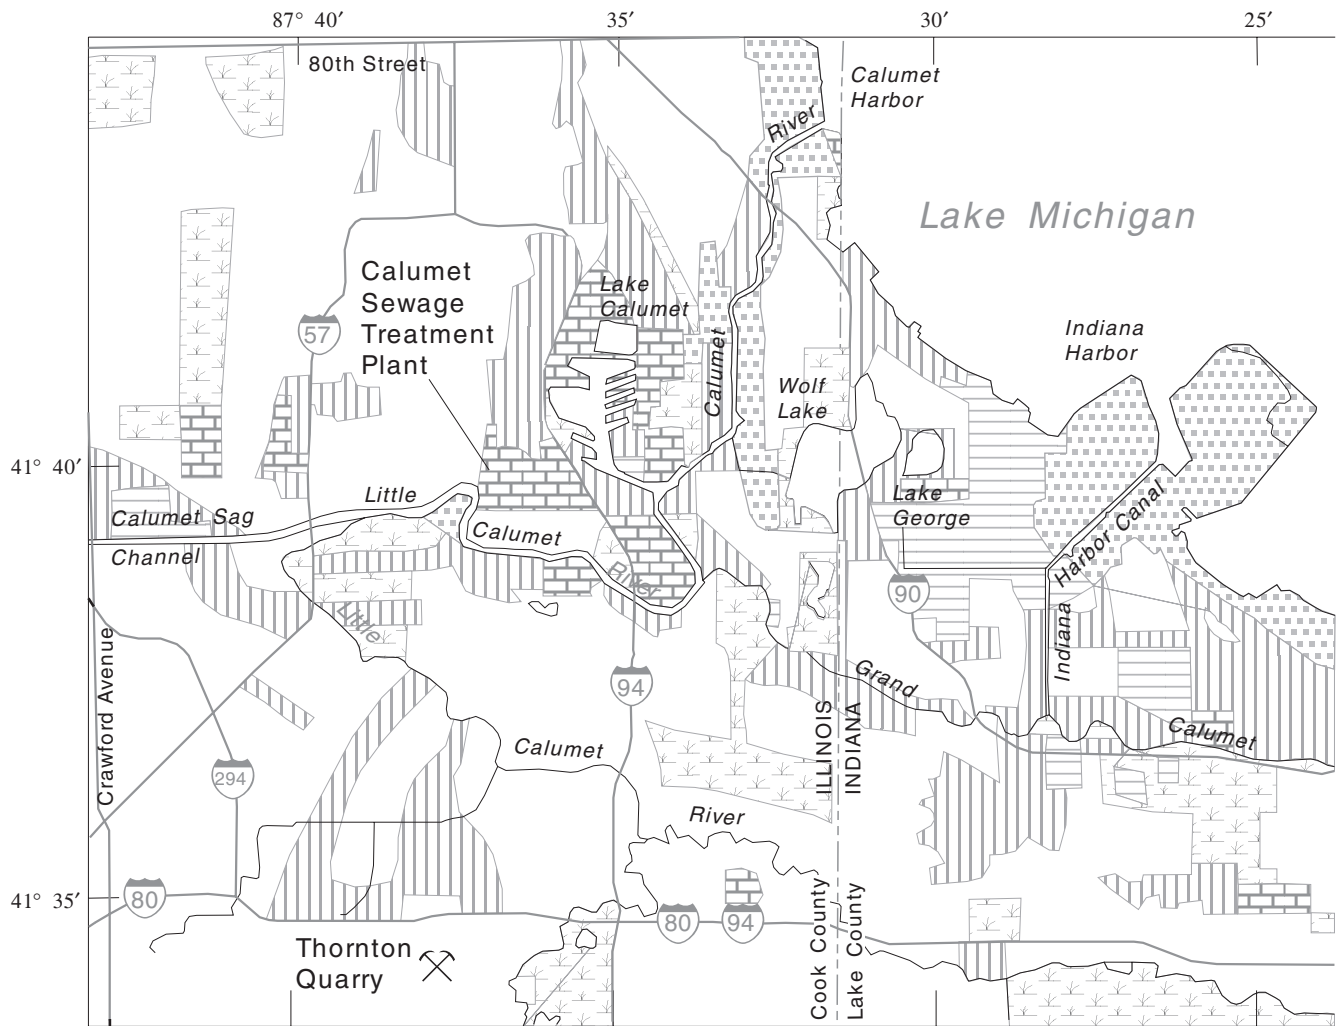 87° 40′
35′
30′
25′
80th Street
Calumet
Harbor
River
Lake Michigan
Calumet
Sewage
Treatment
Plant
Lake
Calumet
57
Indiana
Harbor
Calumet
Wolf
Lake
41° 40′
Little
Calumet Sag
Channel
Calumet
River
Lake
George
Harbor Canal
Indiana
90
Little
Crawford Avenue
94
Grand
Calumet
ILLINOIS
INDIANA
294
Calumet
River
41° 35′
80
80
94
Cook County
Lake County
Thornton
Quarry